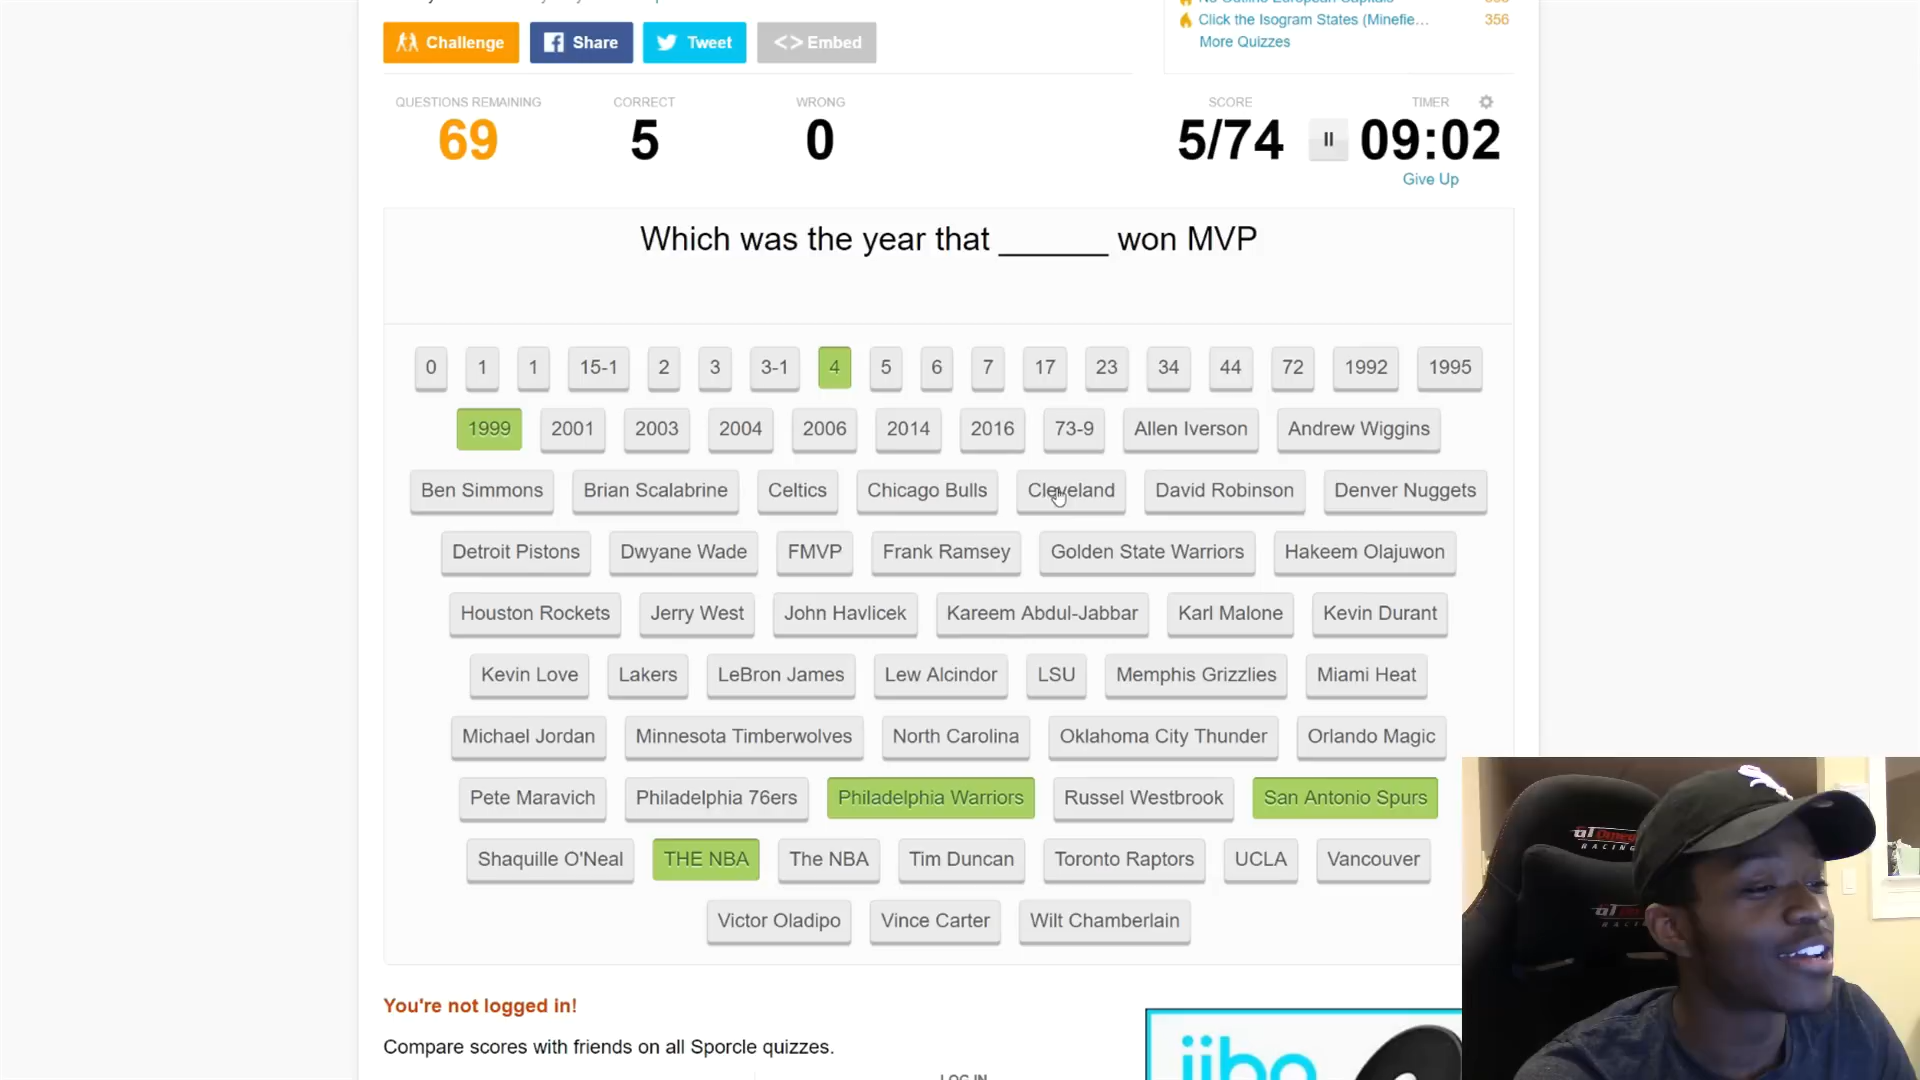 Click the Isogram States (Minefie... 356
More Quizzes
Challenge Share Tweet <> Embed
QUESTIONS REMAINING CORRECT WRONG SCORE TIMER
69 5 0 5/74 09:02
Give Up
Which was the year that ______ won MVP
0 1 1 15-1 2 3 3-1 4 5 6 7 17 23 34 44 72 1992 1995
1999 2001 2003 2004 2006 2014 2016 73-9 Allen Iverson Andrew Wiggins
Ben Simmons Brian Scalabrine Celtics Chicago Bulls Cleveland David Robinson Denver Nuggets
Detroit Pistons Dwyane Wade FMVP Frank Ramsey Golden State Warriors Hakeem Olajuwon
Houston Rockets Jerry West John Havlicek Kareem Abdul-Jabbar Karl Malone Kevin Durant
Kevin Love Lakers LeBron James Lew Alcindor LSU Memphis Grizzlies Miami Heat
Michael Jordan Minnesota Timberwolves North Carolina Oklahoma City Thunder Orlando Magic
Pete Maravich Philadelphia 76ers Philadelphia Warriors Russel Westbrook San Antonio Spurs
Shaquille O'Neal THE NBA The NBA Tim Duncan Toronto Raptors UCLA Vancouver
Victor Oladipo Vince Carter Wilt Chamberlain
You're not logged in!
Compare scores with friends on all Sporcle quizzes.
LOG IN
RACING